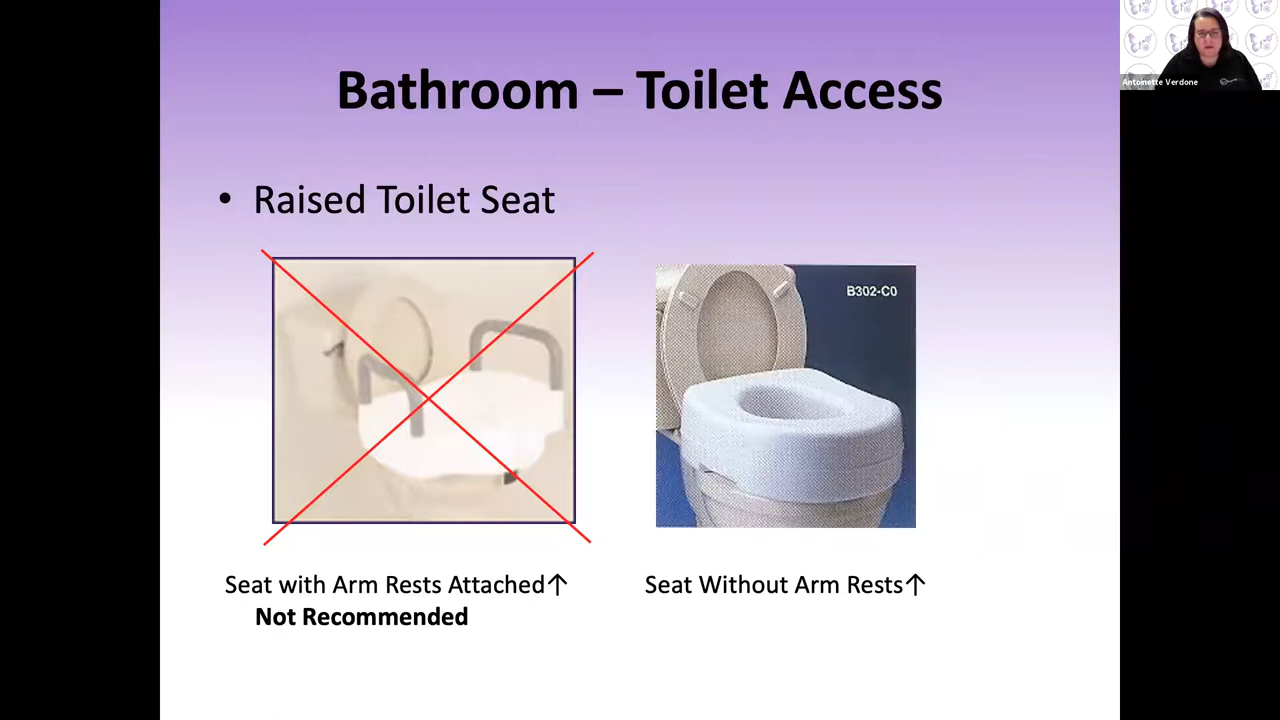 Bathroom – Toilet Access
Antoinette Verdone
• Raised Toilet Seat
B302-C0
Seat with Arm Rests Attached↑
Not Recommended
Seat Without Arm Rests↑